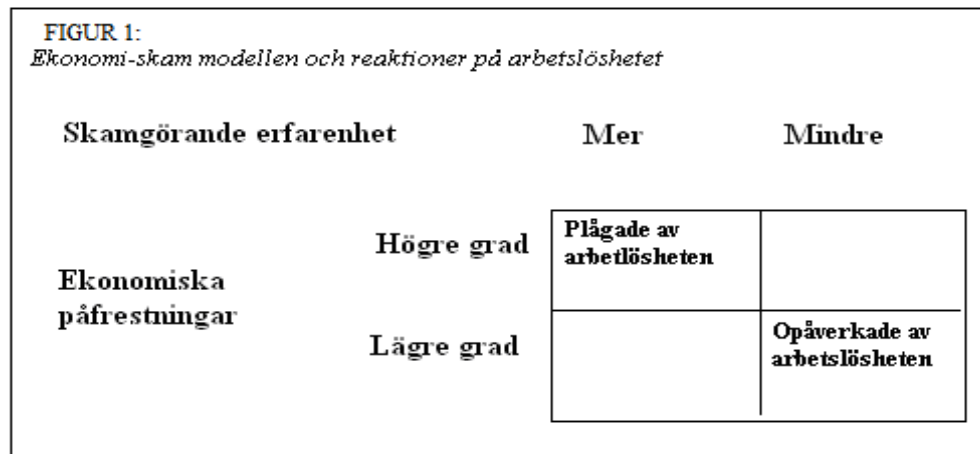 FIGUR 1:
Ekonomi-skam modellen och reaktioner på arbetslöshetet
Skamgörande erfarenhet Mer Mindre
Högre grad
Plågade av
arbetlösheten
Ekonomiska
påfrestningar
Lägre grad
Opåverkade av
arbetslösheten